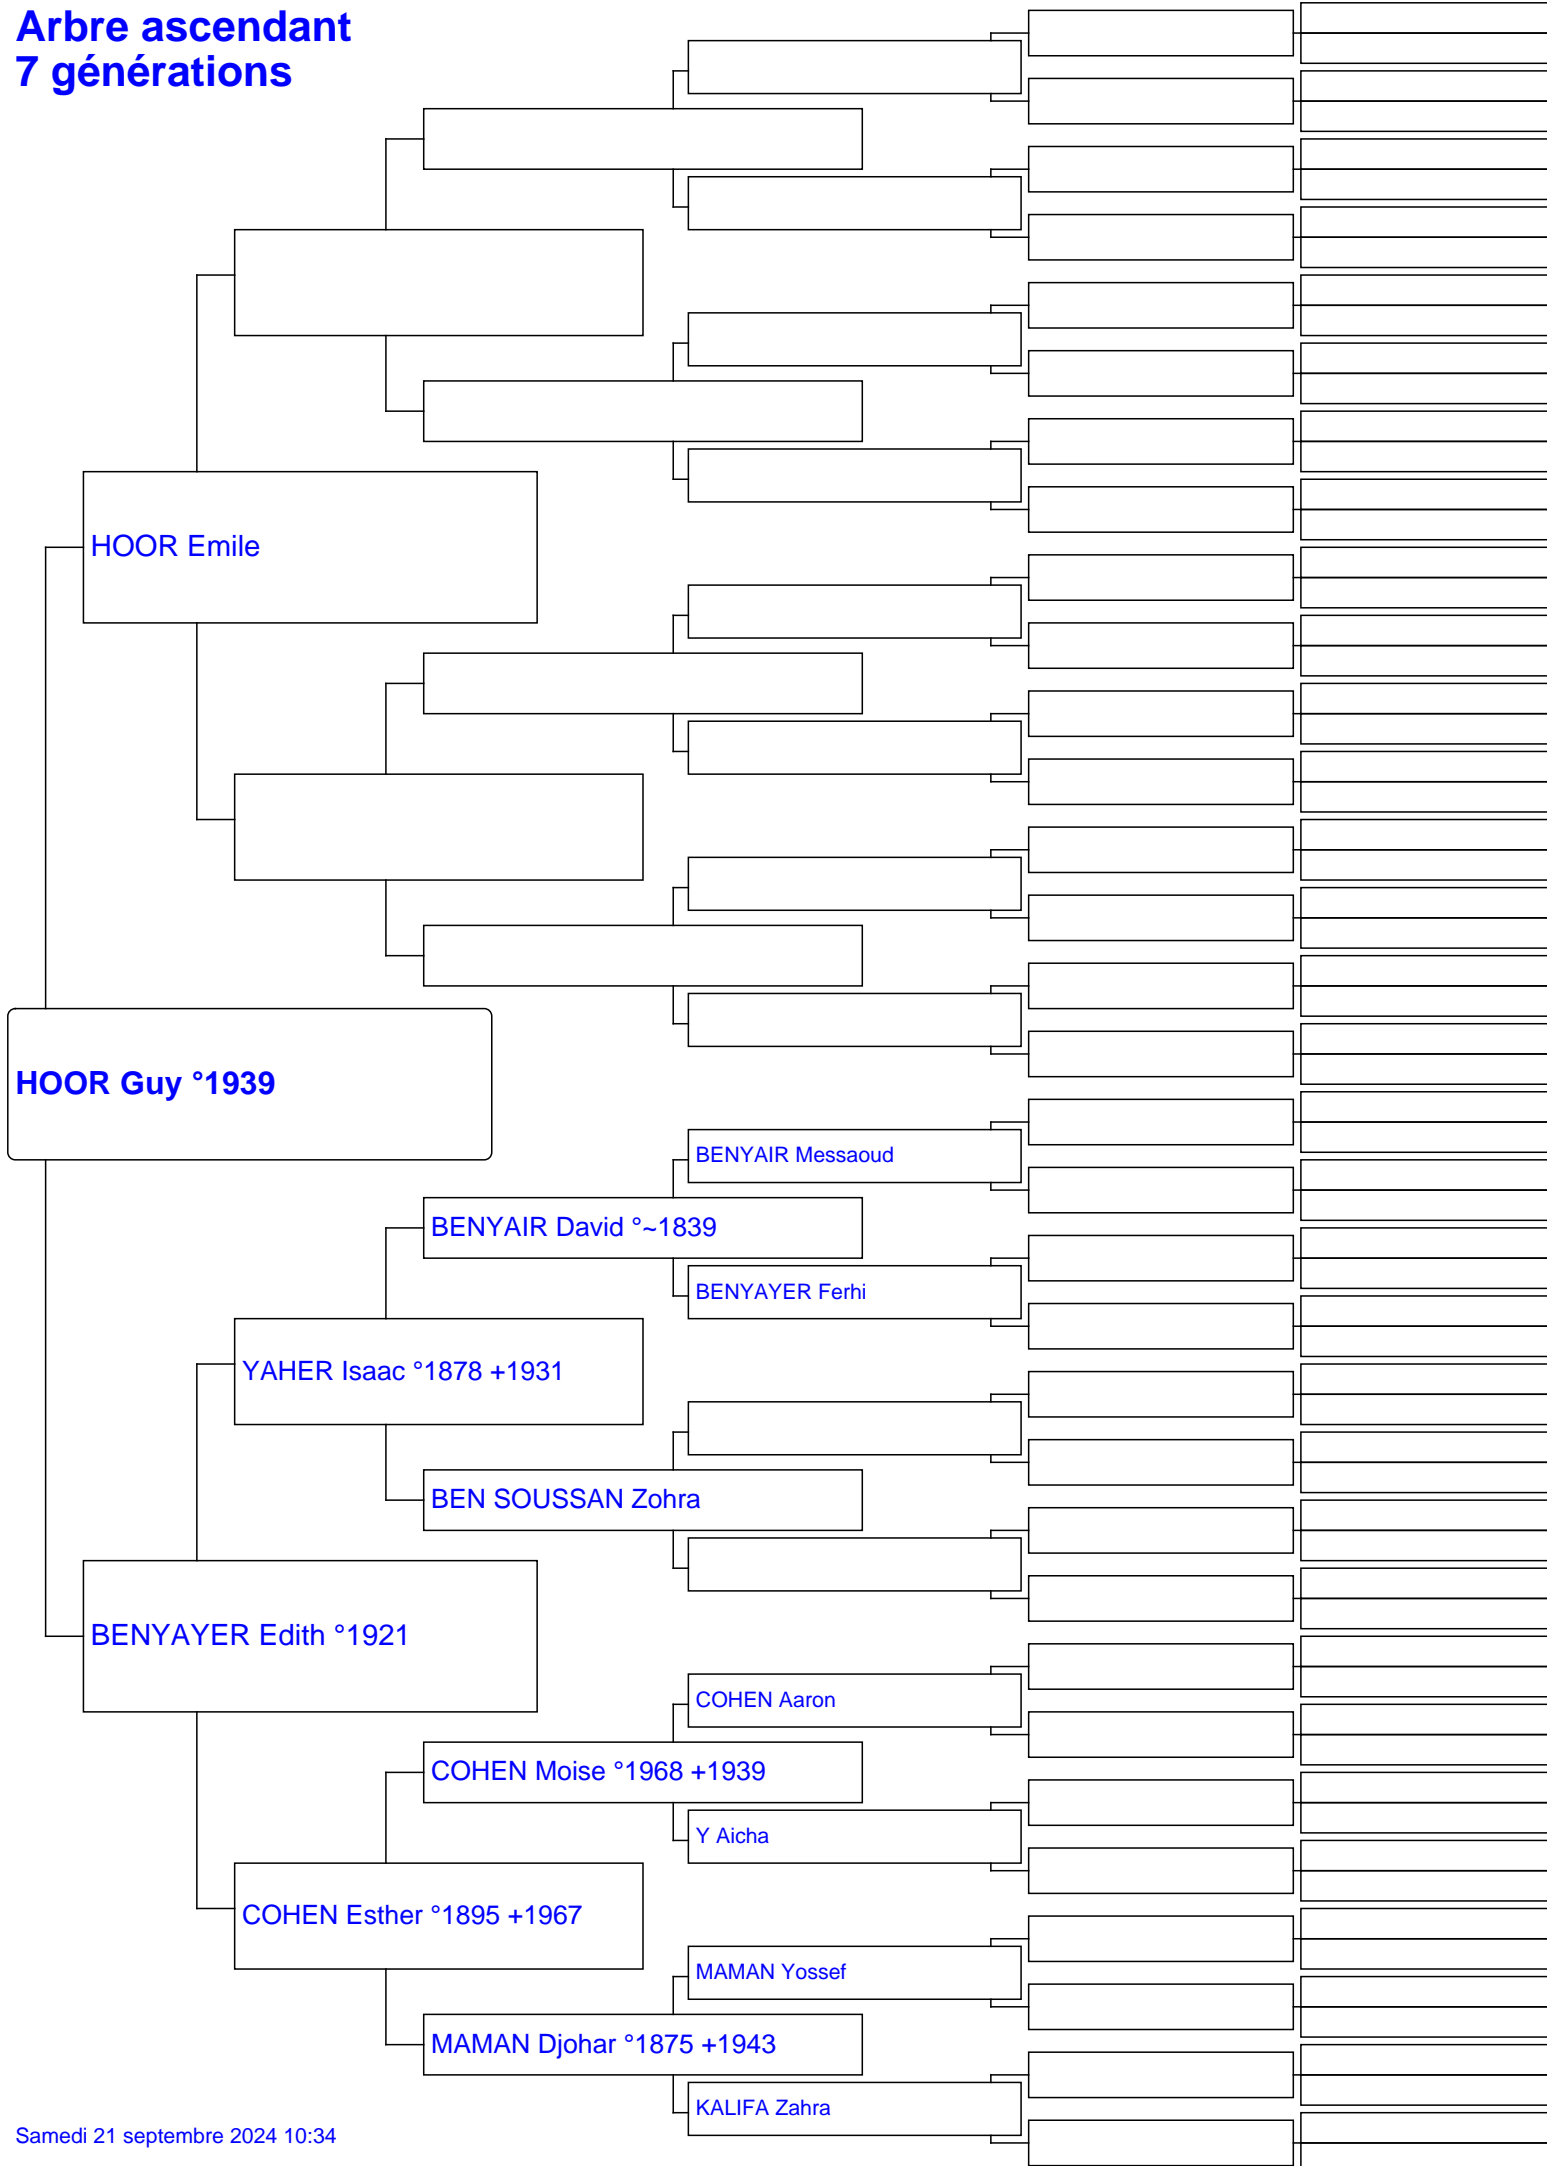 Arbre ascendant
7 générations
HOOR Emile
HOOR Guy °1939
BENYAIR Messaoud
BENYAIR David °~1839
BENYAYER Ferhi
YAHER Isaac °1878 +1931
BEN SOUSSAN Zohra
BENYAYER Edith °1921
COHEN Aaron
COHEN Moise °1968 +1939
Y Aicha
COHEN Esther °1895 +1967
MAMAN Yossef
MAMAN Djohar °1875 +1943
KALIFA Zahra
Samedi 21 septembre 2024 10:34